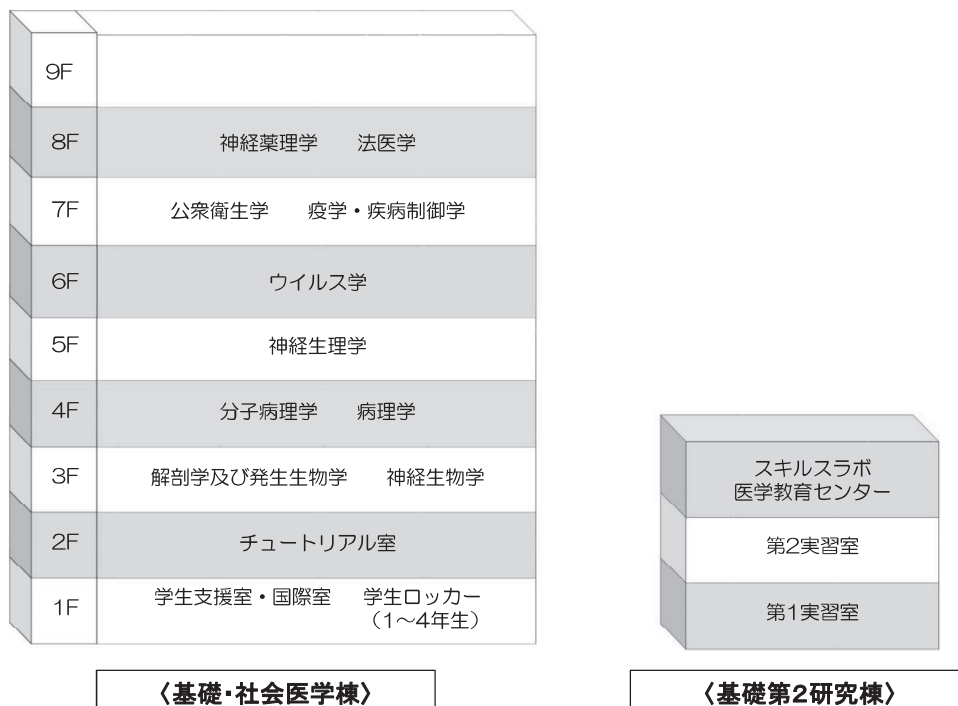 9F
8F 神経薬理学 法医学
7F 公衆衛生学 疫学・疾病制御学
6F ウイルス学
5F 神経生理学
4F 分子病理学 病理学
3F 解剖学及び発生生物学 神経生物学
2F チュートリアル室
1F 学生支援室・国際室 学生ロッカー
（1～4年生）
〈基礎・社会医学棟〉
スキルスラボ
医学教育センター
第2実習室
第1実習室
〈基礎第2研究棟〉